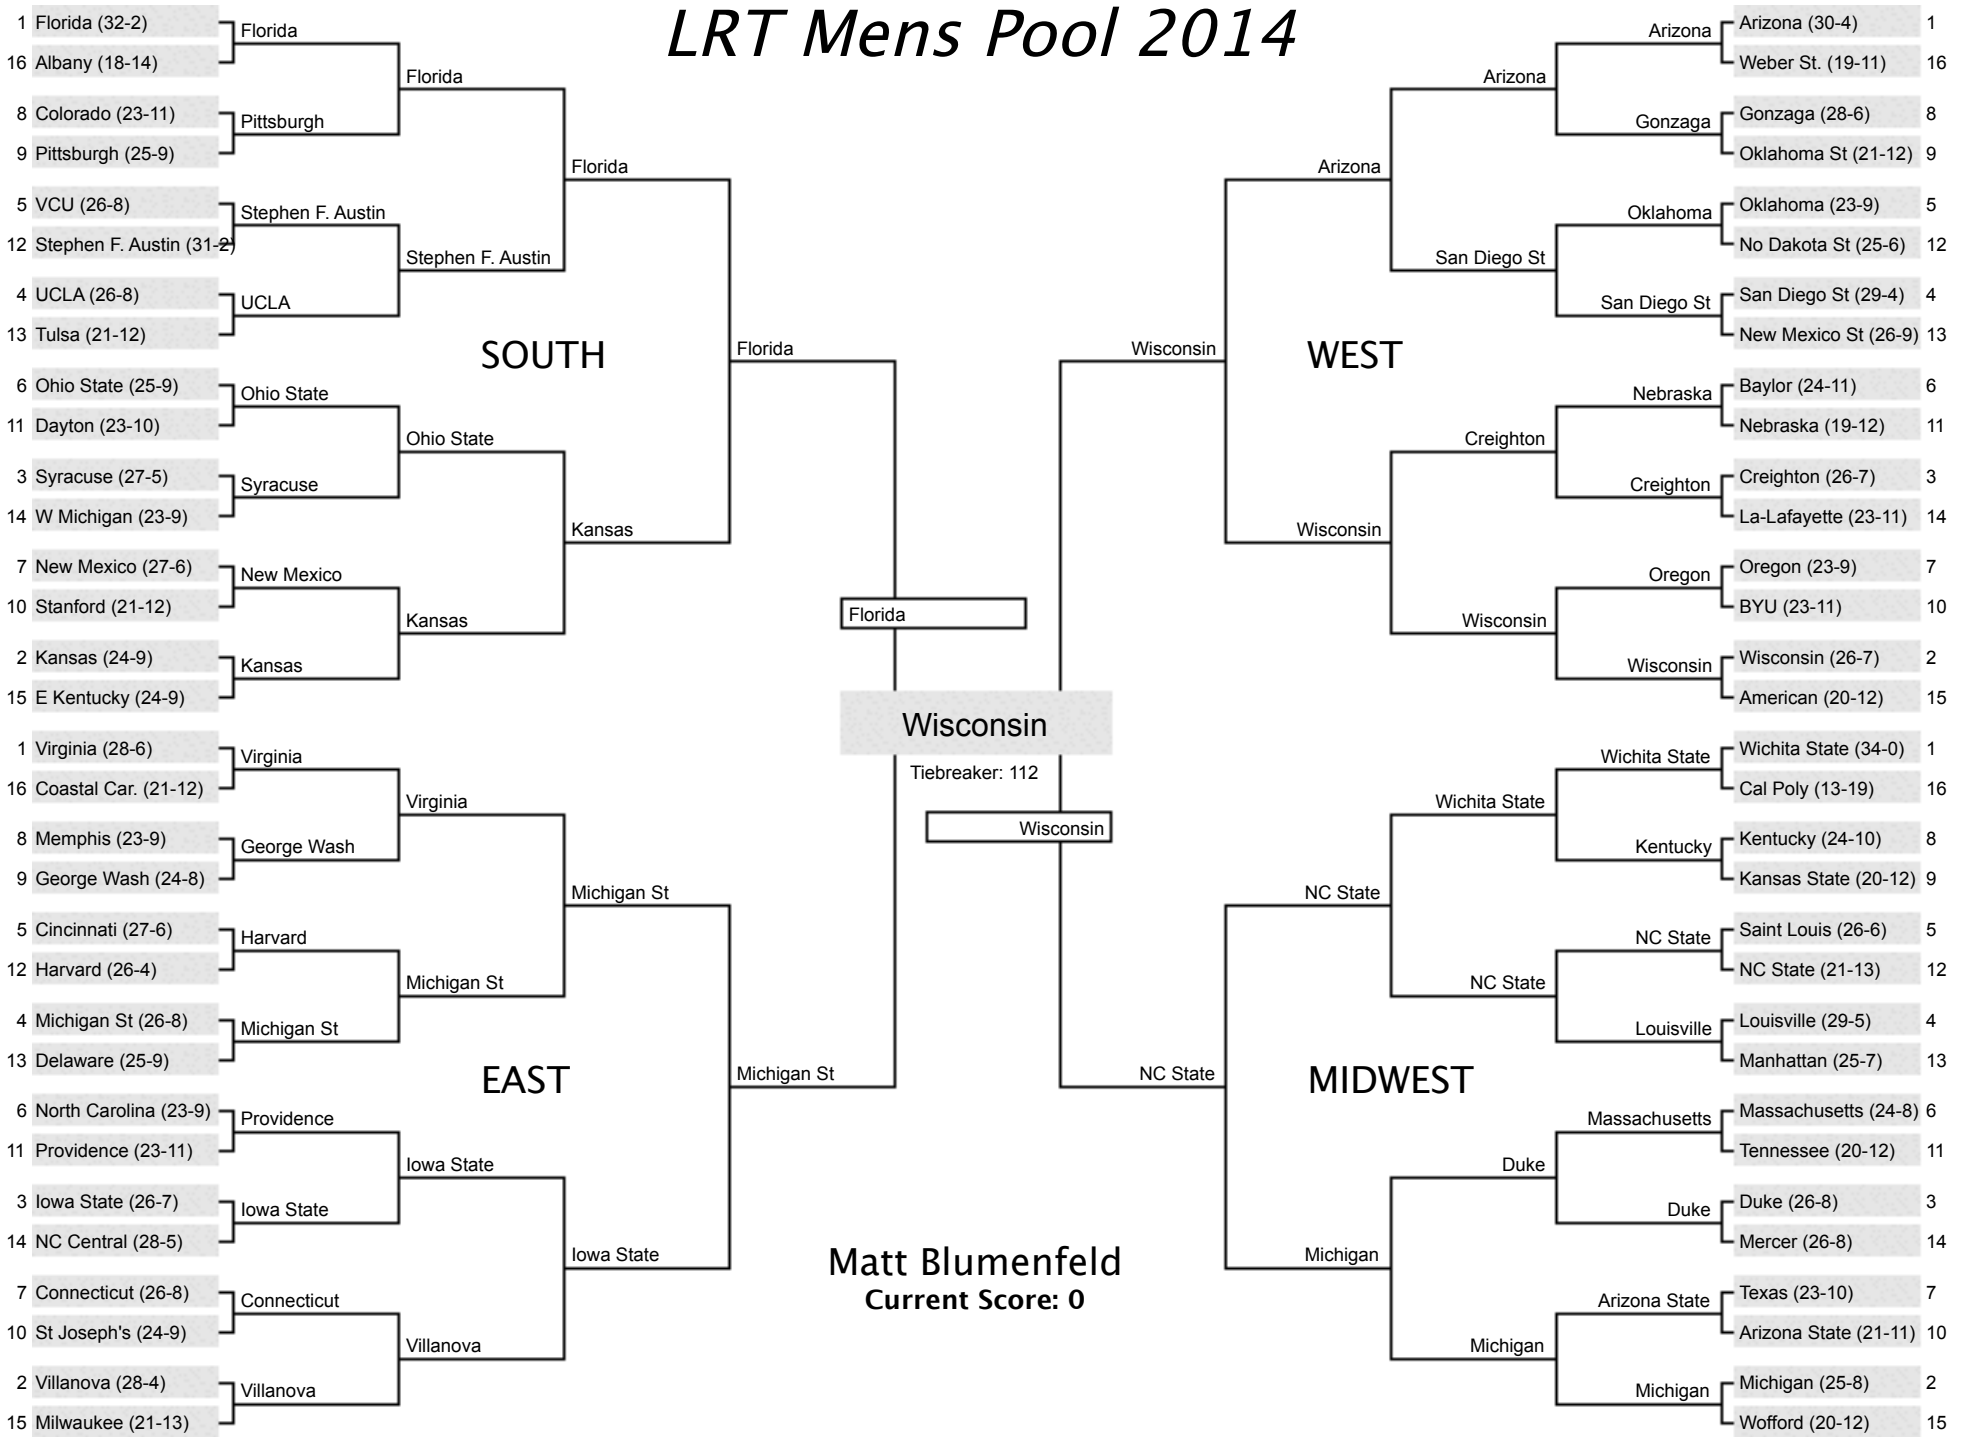 LRT Mens Pool 2014
1 Florida (32-2)
16 Albany (18-14)
8 Colorado (23-11)
9 Pittsburgh (25-9)
5 VCU (26-8)
12 Stephen F. Austin (31-2)
4 UCLA (26-8)
13 Tulsa (21-12)
6 Ohio State (25-9)
11 Dayton (23-10)
3 Syracuse (27-5)
14 W Michigan (23-9)
7 New Mexico (27-6)
10 Stanford (21-12)
2 Kansas (24-9)
15 E Kentucky (24-9)
Florida
Pittsburgh
Stephen F. Austin
UCLA
Ohio State
Syracuse
New Mexico
Kansas
Florida
Stephen F. Austin
Ohio State
Kansas
Florida
Kansas
SOUTH
Florida
1 Virginia (28-6)
16 Coastal Car. (21-12)
8 Memphis (23-9)
9 George Wash (24-8)
5 Cincinnati (27-6)
12 Harvard (26-4)
4 Michigan St (26-8)
13 Delaware (25-9)
6 North Carolina (23-9)
11 Providence (23-11)
3 Iowa State (26-7)
14 NC Central (28-5)
7 Connecticut (26-8)
10 St Joseph's (24-9)
2 Villanova (28-4)
15 Milwaukee (21-13)
Virginia
George Wash
Harvard
Michigan St
Providence
Iowa State
Connecticut
Villanova
Virginia
Michigan St
Iowa State
Villanova
Michigan St
Iowa State
EAST
Michigan St
Florida
Wisconsin
Tiebreaker: 112
Wisconsin
Matt Blumenfeld
Current Score: 0
Wisconsin
WEST
Arizona
Wisconsin
Arizona
San Diego St
Creighton
Wisconsin
Arizona
Gonzaga
Oklahoma
San Diego St
Nebraska
Creighton
Oregon
Wisconsin
Arizona (30-4) 1
Weber St. (19-11) 16
Gonzaga (28-6) 8
Oklahoma St (21-12) 9
Oklahoma (23-9) 5
No Dakota St (25-6) 12
San Diego St (29-4) 4
New Mexico St (26-9) 13
Baylor (24-11) 6
Nebraska (19-12) 11
Creighton (26-7) 3
La-Lafayette (23-11) 14
Oregon (23-9) 7
BYU (23-11) 10
Wisconsin (26-7) 2
American (20-12) 15
NC State
MIDWEST
NC State
Michigan
Wichita State
NC State
Duke
Michigan
Wichita State
Kentucky
NC State
Louisville
Massachusetts
Duke
Arizona State
Michigan
Wichita State (34-0) 1
Cal Poly (13-19) 16
Kentucky (24-10) 8
Kansas State (20-12) 9
Saint Louis (26-6) 5
NC State (21-13) 12
Louisville (29-5) 4
Manhattan (25-7) 13
Massachusetts (24-8) 6
Tennessee (20-12) 11
Duke (26-8) 3
Mercer (26-8) 14
Texas (23-10) 7
Arizona State (21-11) 10
Michigan (25-8) 2
Wofford (20-12) 15